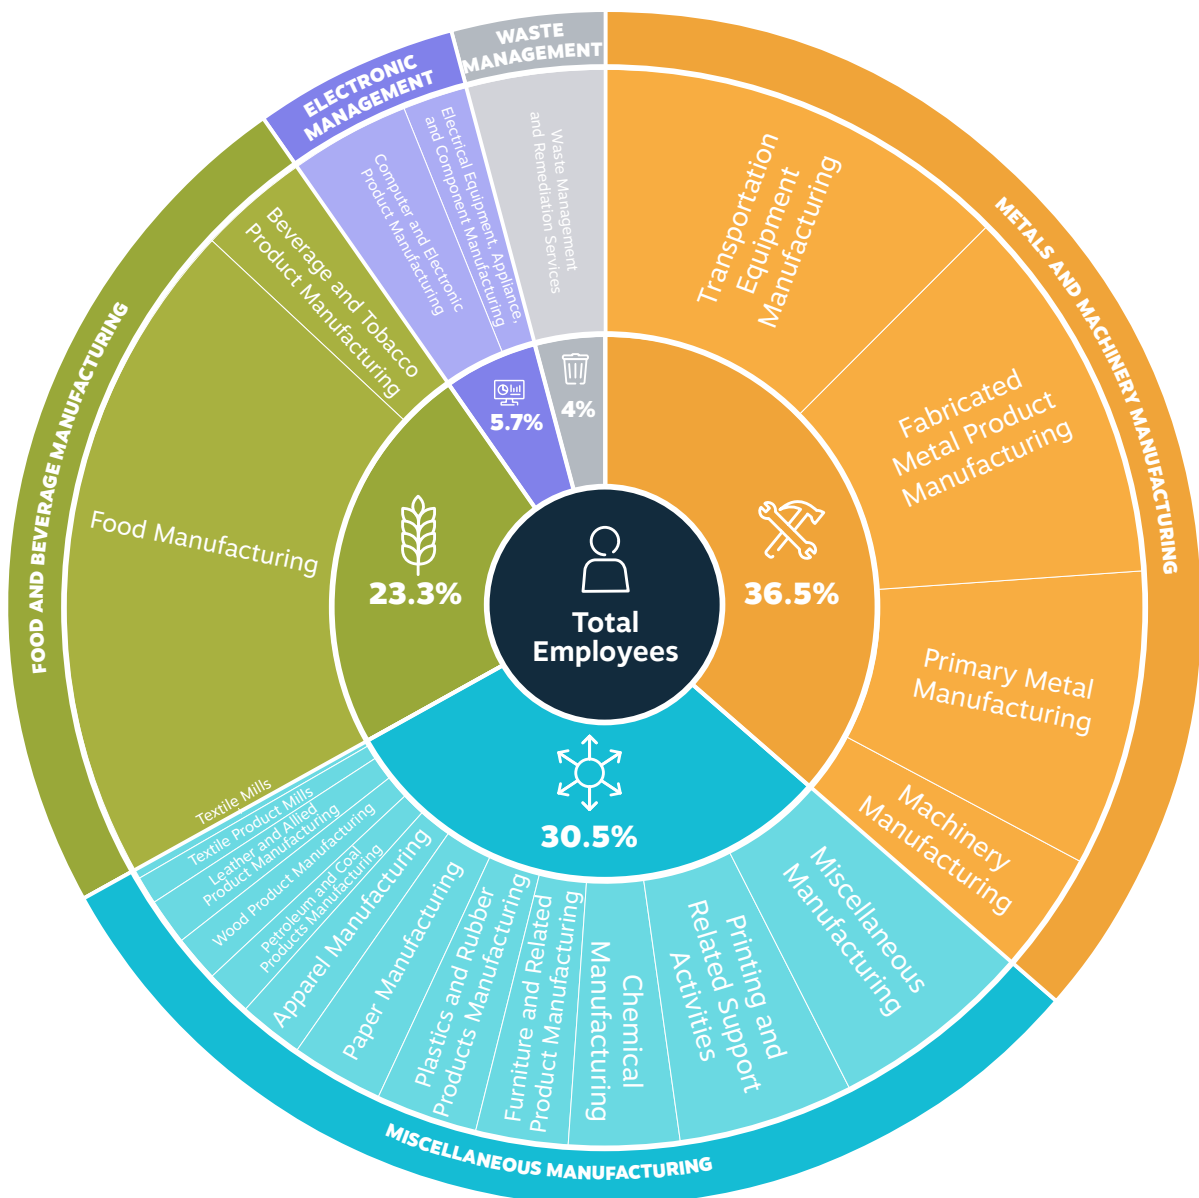 WASTE
MANAGEMENT
ELECTRONIC
MANAGEMENT
METALS AND MACHINERY MANUFACTURING
FOOD AND BEVERAGE MANUFACTURING
MISCELLANEOUS MANUFACTURING
Waste Management
and Remediation Services
Electrical Equipment, Appliance,
and Component Manufacturing
Computer and Electronic
Product Manufacturing
Beverage and Tobacco
Product Manufacturing
Food Manufacturing
Transportation
Equipment
Manufacturing
Fabricated
Metal Product
Manufacturing
Primary Metal
Manufacturing
Machinery
Manufacturing
4%
5.7%
23.3%
36.5%
30.5%
Total
Employees
Textile Mills
Textile Product Mills
Leather and Allied
Product Manufacturing
Wood Product Manufacturing
Petroleum and Coal
Products Manufacturing
Apparel Manufacturing
Paper Manufacturing
Plastics and Rubber
Products Manufacturing
Furniture and Related
Product Manufacturing
Chemical
Manufacturing
Printing and
Related Support
Activities
Miscellaneous
Manufacturing